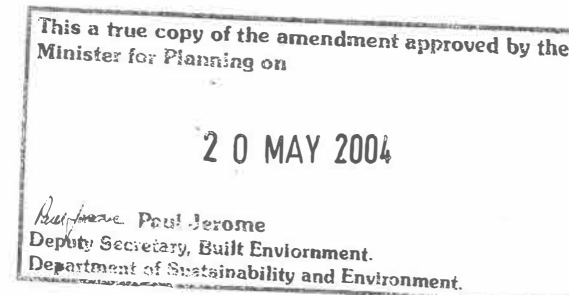 This a true copy of the amendment approved by the
Minister for Planning on
20 MAY 2004
Paul Jerome
Deputy Secretary, Built Enviornment.
Department of Sustainability and Environment.